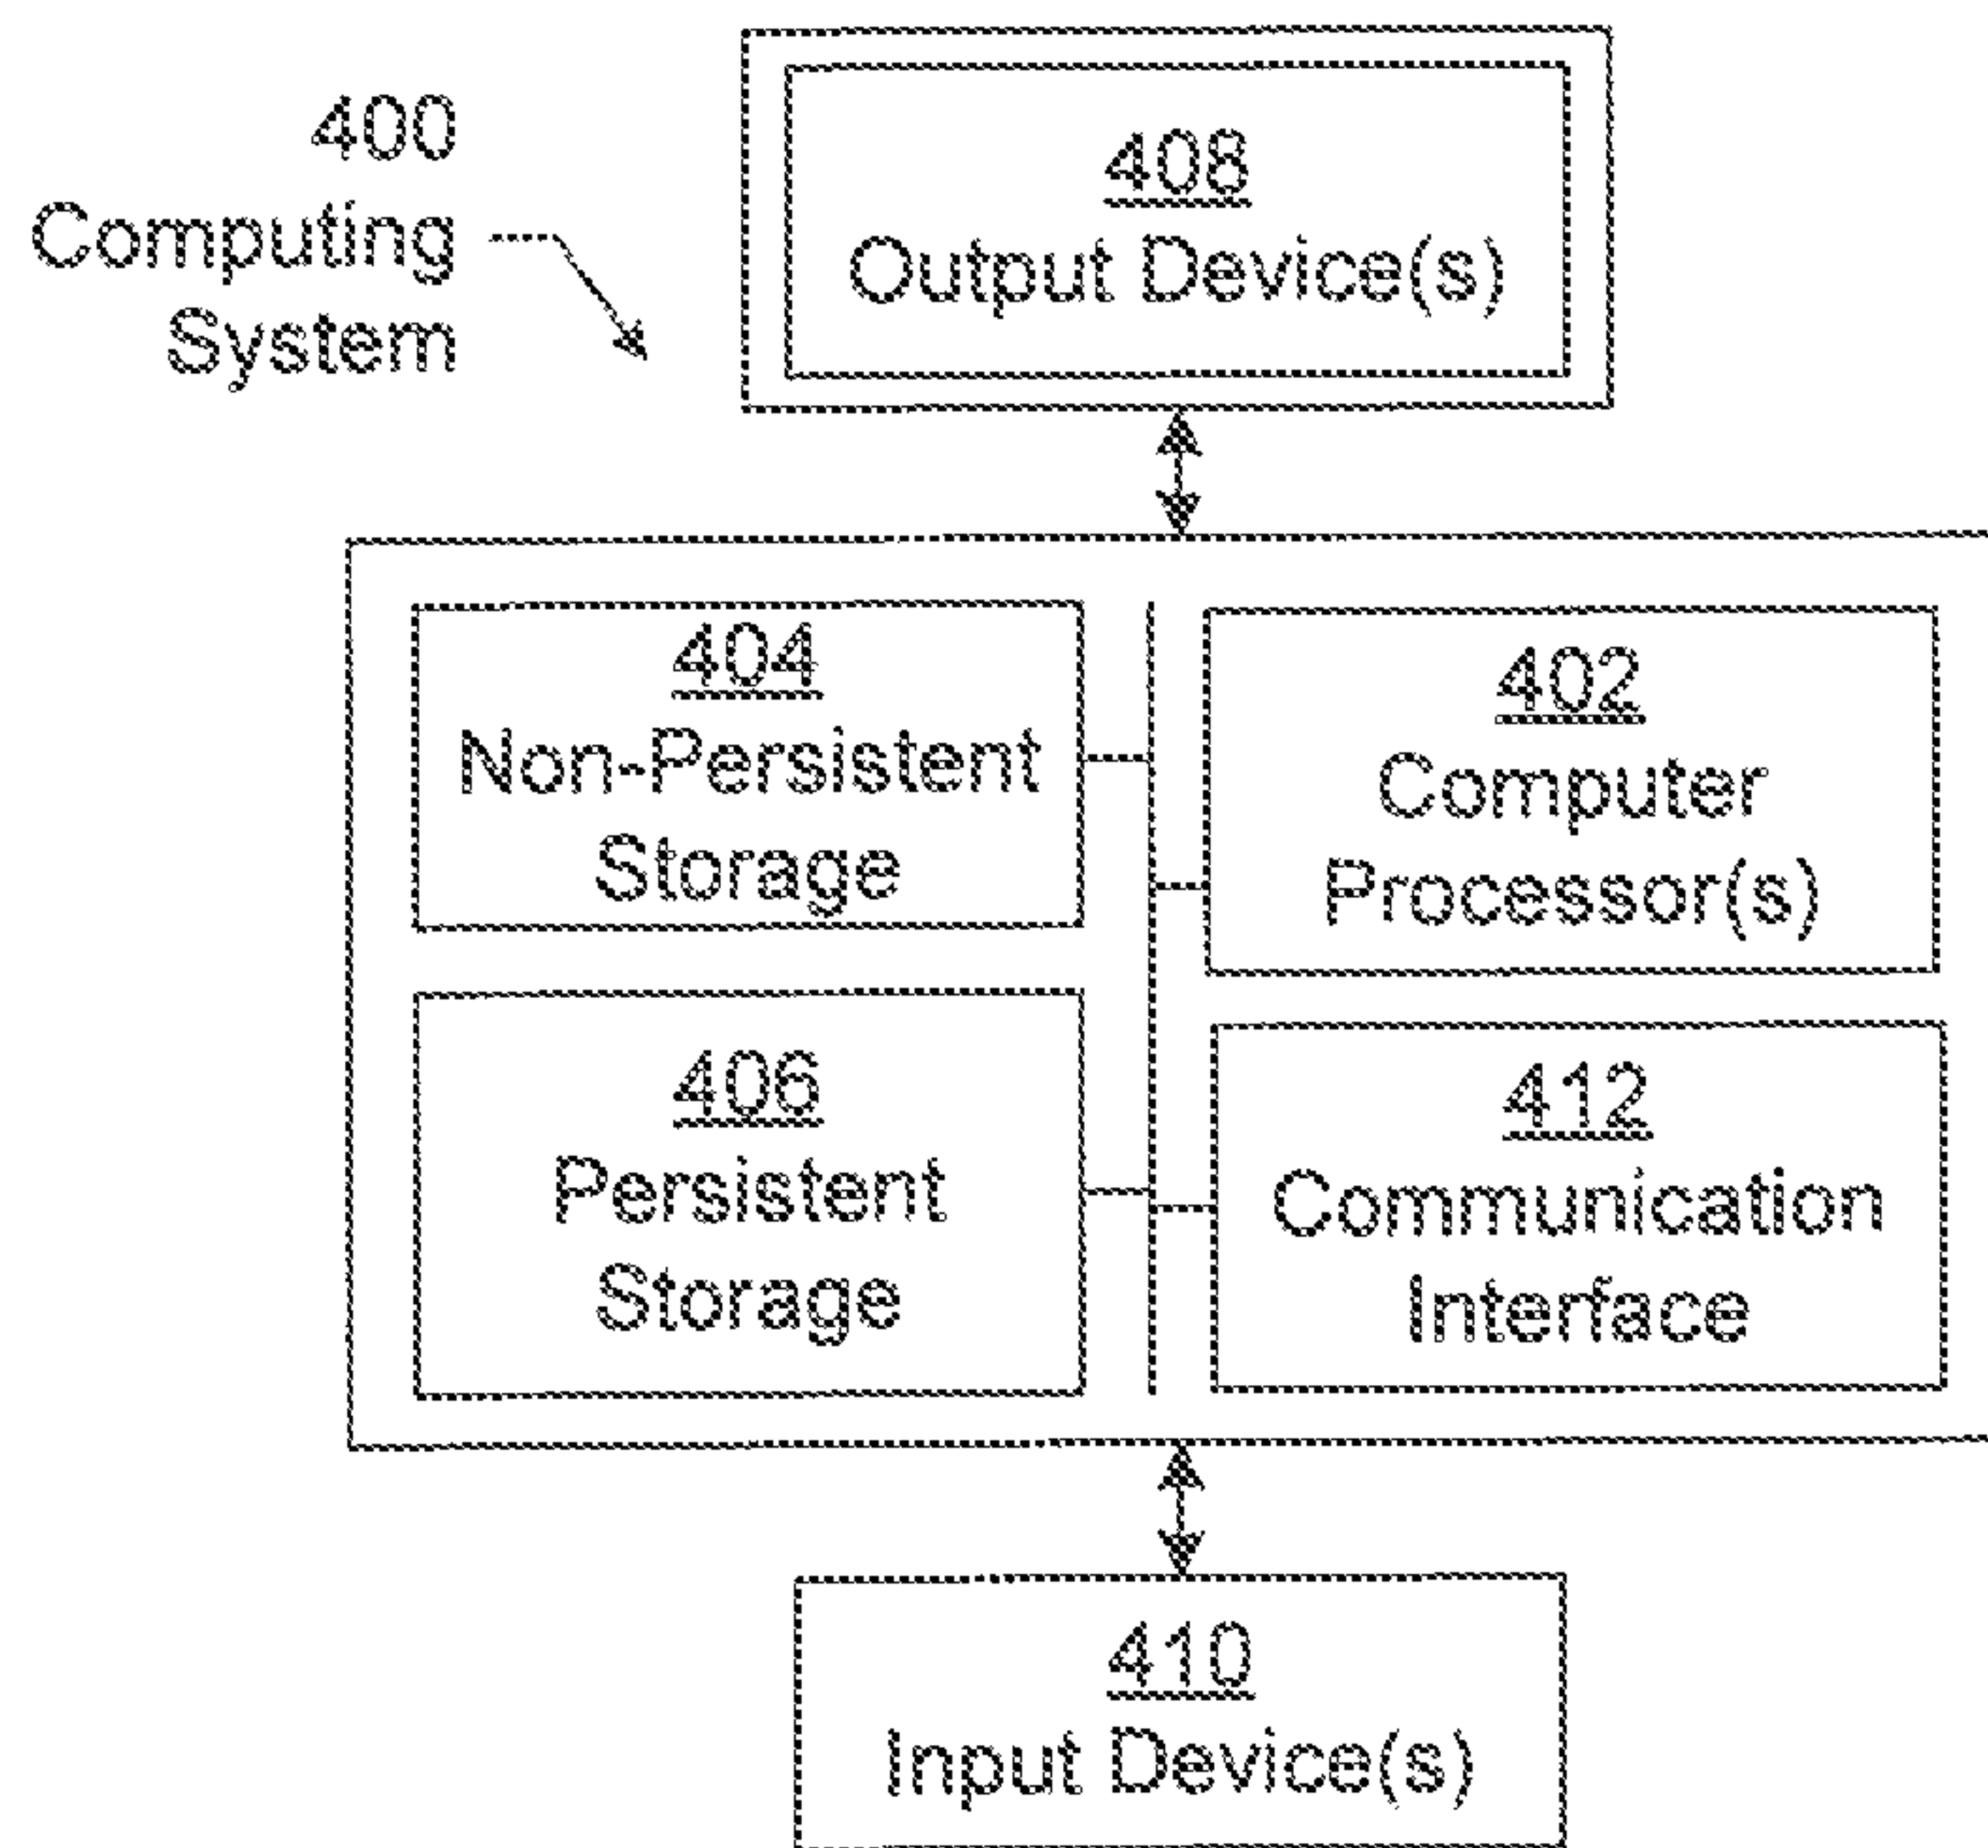 400
Computing
System
408
Output Device(s)
404
Non-Persistent
Storage
402
Computer
Processor(s)
406
Persistent
Storage
412
Communication
Interface
410
Input Device(s)